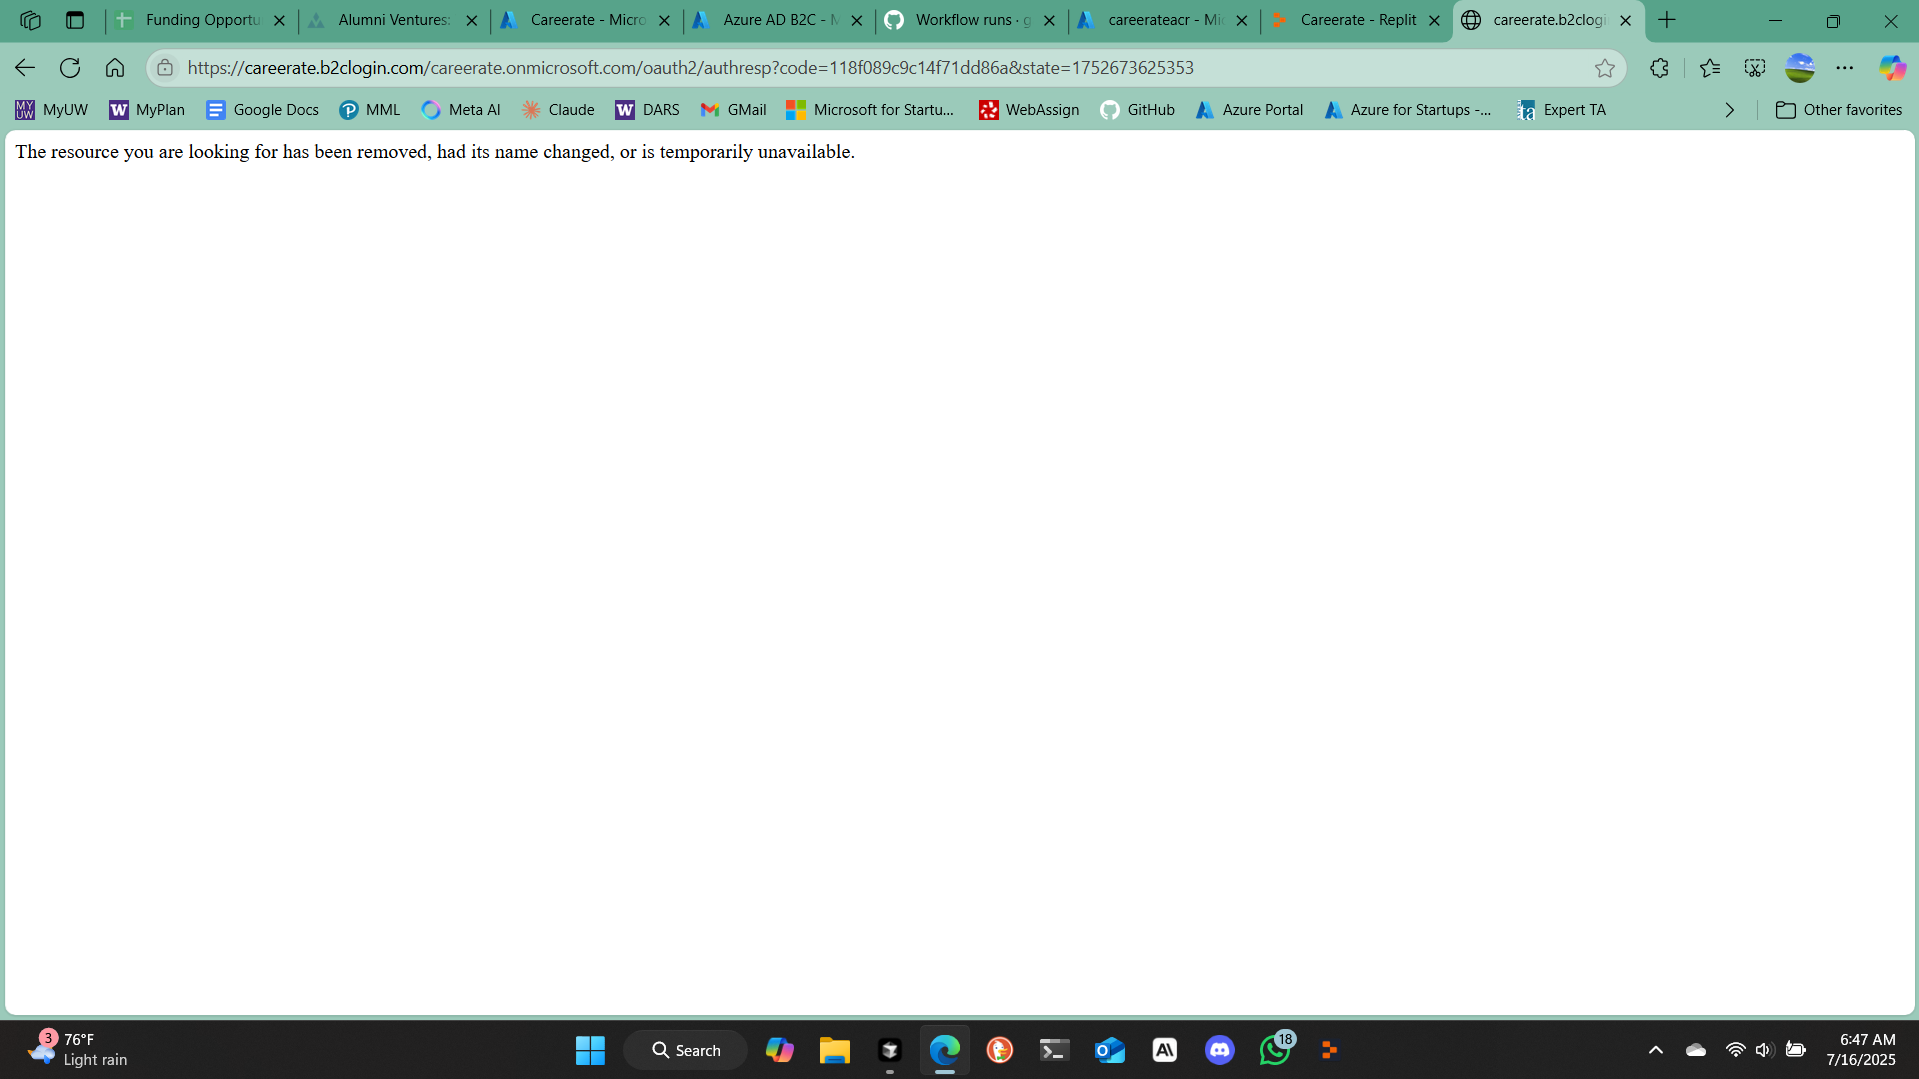 Funding Opportu
Alumni Ventures:
Careerate - Micro
Azure AD B2C - M
Workflow runs · g
careerateacr - Mi
Careerate - Replit
careerate.b2clogi
https://careerate.b2clogin.com/careerate.onmicrosoft.com/oauth2/authresp?code=118f089c9c14f71dd86a&state=1752673625353
MY UW MyUW
W MyPlan
Google Docs
P MML
Meta AI
Claude
W DARS
GMail
Microsoft for Startu...
WebAssign
GitHub
Azure Portal
Azure for Startups -...
ta Expert TA
Other favorites
The resource you are looking for has been removed, had its name changed, or is temporarily unavailable.
3
76°F
Light rain
Search
18
6:47 AM
7/16/2025